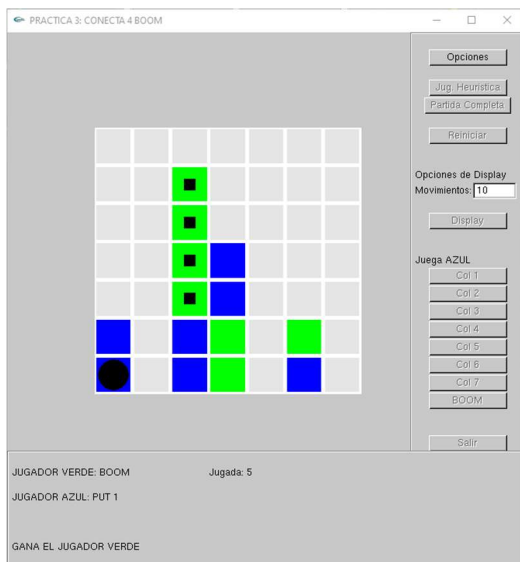 PRACTICA 3: CONECTA 4 BOOM
Opciones
Jug. Heuristica
Partida Completa
Reiniciar
Opciones de Display
Movimientos: 10
Display
Juega AZUL
Col 1
Col 2
Col 3
Col 4
Col 5
Col 6
Col 7
BOOM
Salir
JUGADOR VERDE: BOOM Jugada: 5
JUGADOR AZUL: PUT 1
GANA EL JUGADOR VERDE